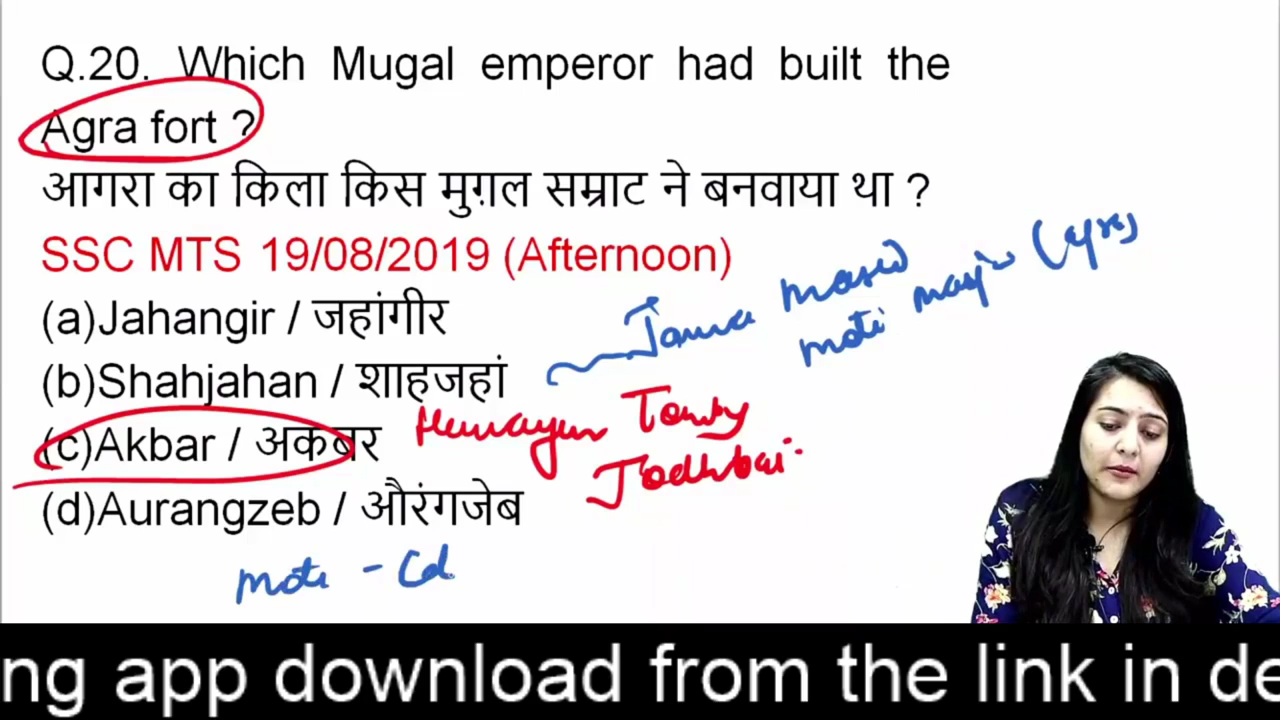 Q.20. Which Mugal emperor had built the
Agra fort ?
आगरा का किला किस मुग़ल सम्राट ने बनवाया था ?
SSC MTS 19/08/2019 (Afternoon)
(a)Jahangir / जहांगीर
(b)Shahjahan / शाहजहां
Jama
moti
(c)Akbar / अकबर
Humayun Tomb
Jodhbai
(d)Aurangzeb / औरंगजेब
moti -
ng app download from the link in de